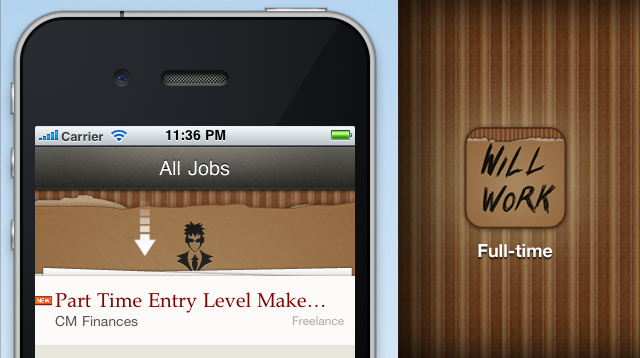 Carrier
11:36 PM
All Jobs
NEW
Part Time Entry Level Make...
CM Finances
Freelance
WILL
WORK
Full-time